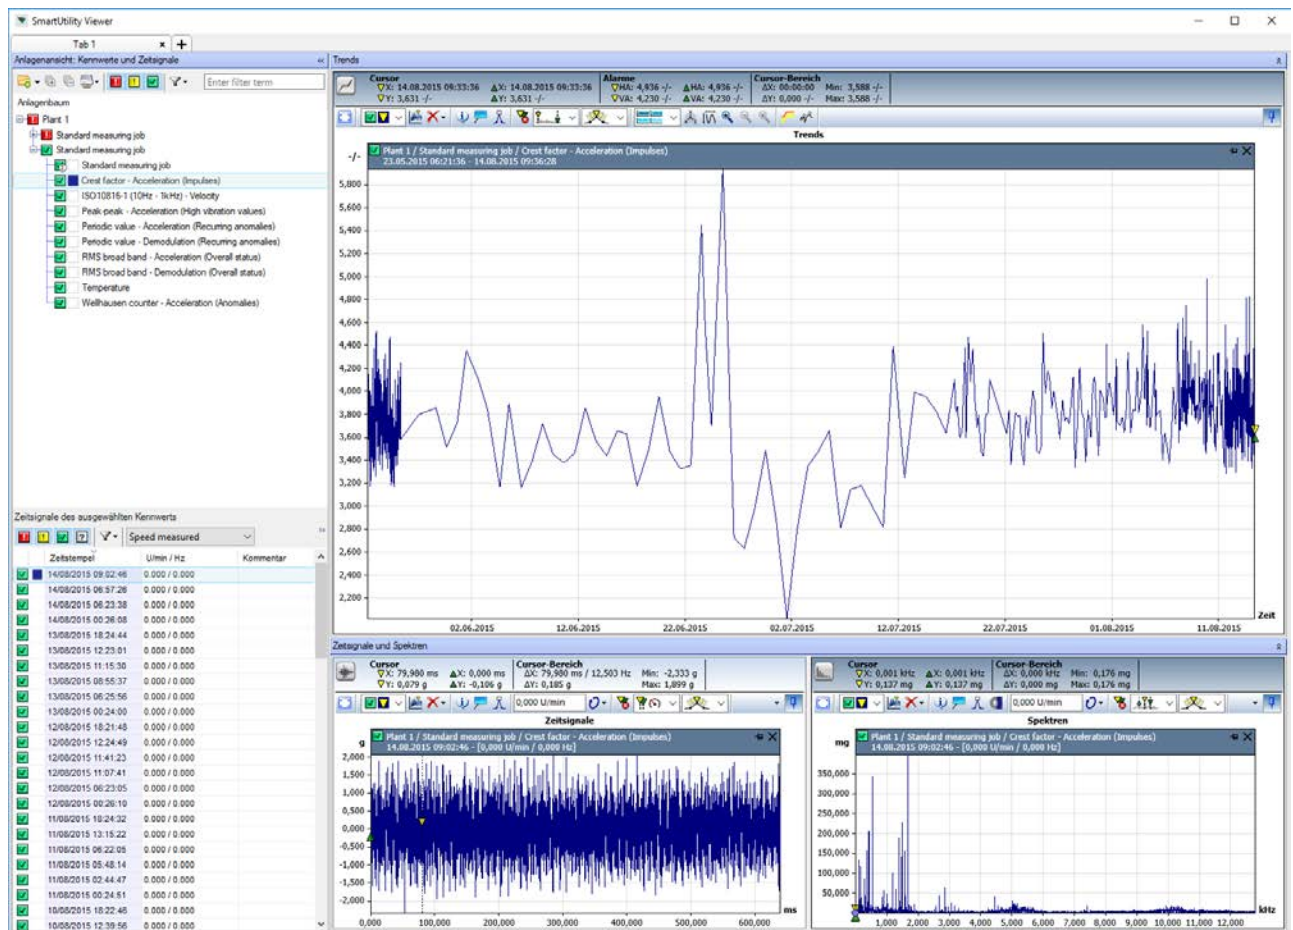 SmartUtility Viewer
Tab 1
Anlagenansicht: Kennwerte und Zeitsignale
Enter filter term
Anlagenbaum
Plant 1
Standard measuring job
Standard measuring job
Standard measuring job
Crest factor - Acceleration (Impulses)
ISO10816-1 (10Hz - 1kHz) - Velocity
Peak-peak - Acceleration (High vibration values)
Periodic value - Acceleration (Recurring anomalies)
Periodic value - Demodulation (Recurring anomalies)
RMS broad band - Acceleration (Overall status)
RMS broad band - Demodulation (Overall status)
Temperature
Wellhausen counter - Acceleration (Anomalies)
Zeitsignale des ausgewählten Kennwerts
Speed measured
Zeitstempel U/min / Hz Kommentar
14/08/2015 09:02:46 0.000 / 0.000
14/08/2015 06:57:26 0.000 / 0.000
14/08/2015 06:23:38 0.000 / 0.000
14/08/2015 00:26:08 0.000 / 0.000
13/08/2015 18:24:44 0.000 / 0.000
13/08/2015 12:23:01 0.000 / 0.000
13/08/2015 11:15:30 0.000 / 0.000
13/08/2015 08:55:37 0.000 / 0.000
13/08/2015 06:25:56 0.000 / 0.000
13/08/2015 00:24:00 0.000 / 0.000
12/08/2015 18:21:48 0.000 / 0.000
12/08/2015 12:24:49 0.000 / 0.000
12/08/2015 11:41:23 0.000 / 0.000
12/08/2015 11:07:41 0.000 / 0.000
12/08/2015 06:23:05 0.000 / 0.000
12/08/2015 00:26:10 0.000 / 0.000
11/08/2015 18:24:32 0.000 / 0.000
11/08/2015 13:15:22 0.000 / 0.000
11/08/2015 06:22:05 0.000 / 0.000
11/08/2015 05:48:14 0.000 / 0.000
11/08/2015 02:44:47 0.000 / 0.000
11/08/2015 00:24:51 0.000 / 0.000
10/08/2015 18:22:46 0.000 / 0.000
10/08/2015 12:39:56 0.000 / 0.000
Trends
Cursor Alarme Cursor-Bereich
X: 14.08.2015 09:33:36 X: 14.08.2015 09:33:36 HA: 4,936 -/- HA: 4,936 -/- ΔX: 00:00:00 Min: 3,588 -/-
Y: 3,631 -/- Y: 3,631 -/- VA: 4,230 -/- VA: 4,230 -/- ΔY: 0,000 -/- Max: 3,588 -/-
Trends
-/-
Plant 1 / Standard measuring job / Crest factor - Acceleration (Impulses)
23.05.2015 06:21:36 - 14.08.2015 09:36:28
5,800
5,600
5,400
5,200
5,000
4,800
4,600
4,400
4,200
4,000
3,800
3,600
3,400
3,200
3,000
2,800
2,600
2,400
2,200
Zeit
02.06.2015 12.06.2015 22.06.2015 02.07.2015 12.07.2015 22.07.2015 01.08.2015 11.08.2015
Zeitsignale und Spektren
Cursor Cursor-Bereich
X: 79,980 ms X: 0,000 ms ΔX: 79,980 ms / 12,503 Hz Min: -2,333 g
Y: 0,079 g Y: -0,106 g ΔY: 0,185 g Max: 1,899 g
0,000 U/min
Zeitsignale
g
Plant 1 / Standard measuring job / Crest factor - Acceleration (Impulses)
14.08.2015 09:02:46 - [0,000 U/min / 0,000 Hz]
2,000
1,500
1,000
0,500
0,000
-0,500
-1,000
-1,500
-2,000
ms
0,000 100,000 200,000 300,000 400,000 500,000 600,000
Cursor Cursor-Bereich
X: 0,001 kHz X: 0,001 kHz ΔX: 0,000 kHz Min: 0,176 mg
Y: 0,137 mg Y: 0,137 mg ΔY: 0,000 mg Max: 0,176 mg
0,000 U/min
Spektren
mg
Plant 1 / Standard measuring job / Crest factor - Acceleration (Impulses)
14.08.2015 09:02:46 - [0,000 U/min / 0,000 Hz]
350,000
300,000
250,000
200,000
150,000
100,000
50,000
kHz
1,000 2,000 3,000 4,000 5,000 6,000 7,000 8,000 9,000 10,000 11,000 12,000